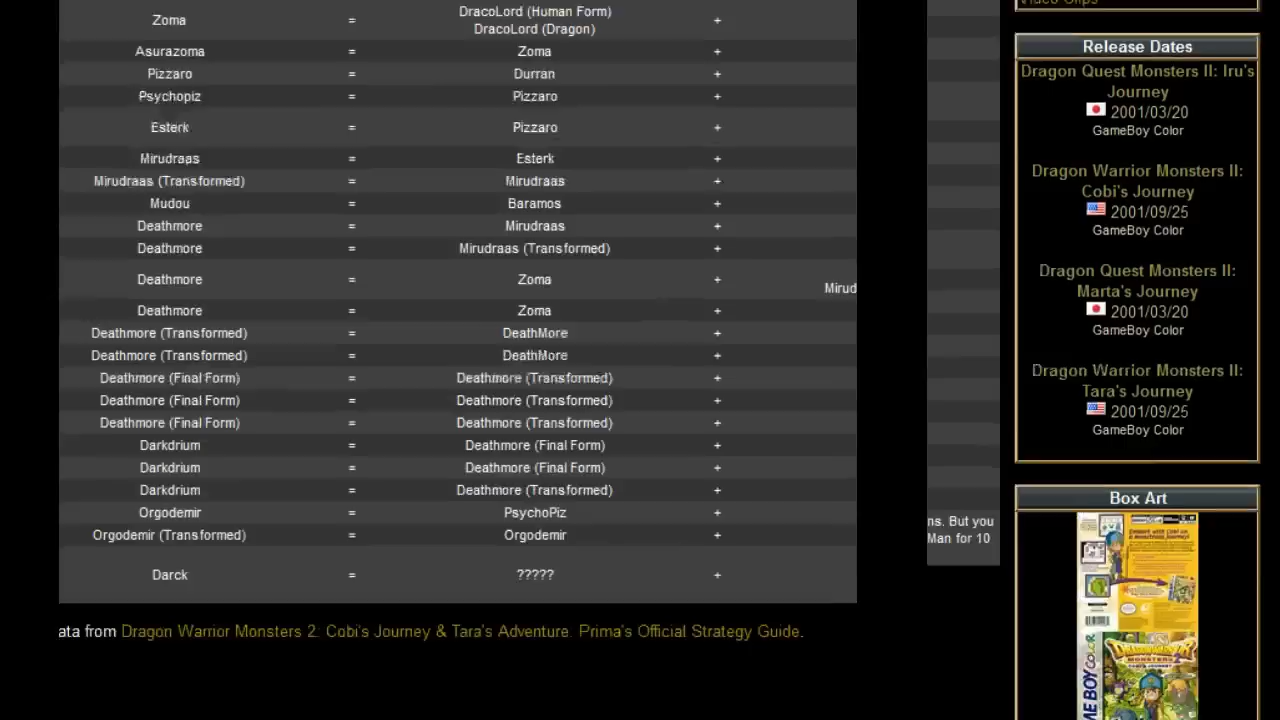 Zoma = DracoLord (Human Form) +
DracoLord (Dragon)
Asurazoma = Zoma +
Pizzaro = Durran +
Psychopiz = Pizzaro +
Esterk = Pizzaro +
Mirudraas = Esterk +
Mirudraas (Transformed) = Mirudraas +
Mudou = Baramos +
Deathmore = Mirudraas +
Deathmore = Mirudraas (Transformed) +
Deathmore = Zoma + Mirud
Deathmore = Zoma +
Deathmore (Transformed) = DeathMore +
Deathmore (Transformed) = DeathMore +
Deathmore (Final Form) = Deathmore (Transformed) +
Deathmore (Final Form) = Deathmore (Transformed) +
Deathmore (Final Form) = Deathmore (Transformed) +
Darkdrium = Deathmore (Final Form) +
Darkdrium = Deathmore (Final Form) +
Darkdrium = Deathmore (Transformed) +
Orgodemir = PsychoPiz +
Orgodemir (Transformed) = Orgodemir +
Darck = ????? +
ata from Dragon Warrior Monsters 2: Cobi's Journey & Tara's Adventure. Prima's Official Strategy Guide.
ns. But you
Man for 10
Release Dates
Dragon Quest Monsters II: Iru's
Journey
2001/03/20
GameBoy Color
Dragon Warrior Monsters II:
Cobi's Journey
2001/09/25
GameBoy Color
Dragon Quest Monsters II:
Marta's Journey
2001/03/20
GameBoy Color
Dragon Warrior Monsters II:
Tara's Journey
2001/09/25
GameBoy Color
Box Art